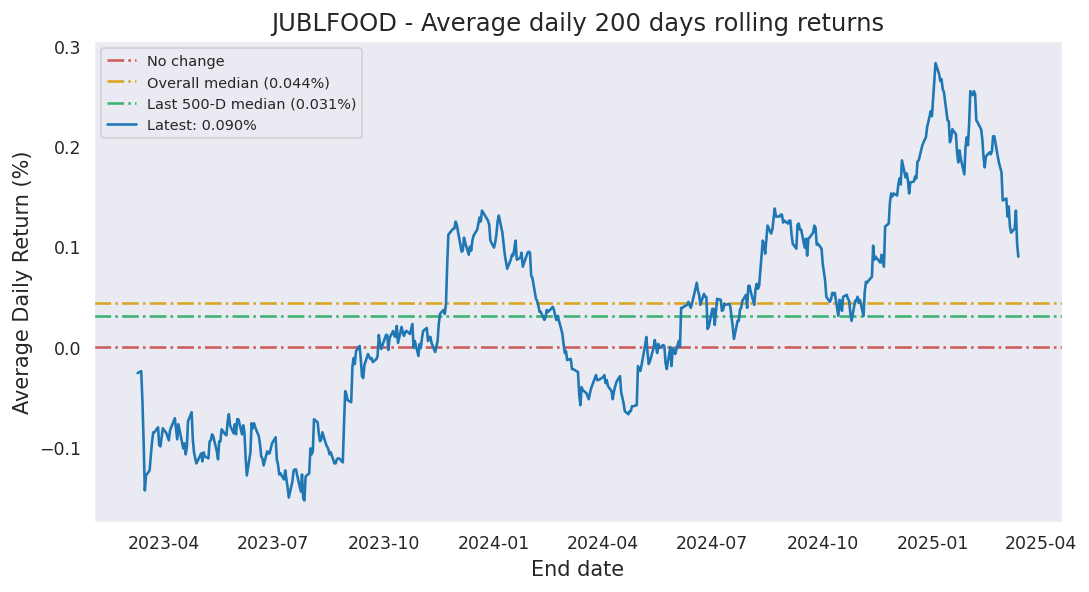 JUBLFOOD - Average daily 200 days rolling returns
No change
Overall median (0.044%)
Last 500-D median (0.031%)
Latest: 0.090%
Average Daily Return (%)
0.3
0.2
0.1
0.0
−0.1
2023-04 2023-07 2023-10 2024-01 2024-04 2024-07 2024-10 2025-01 2025-04
End date